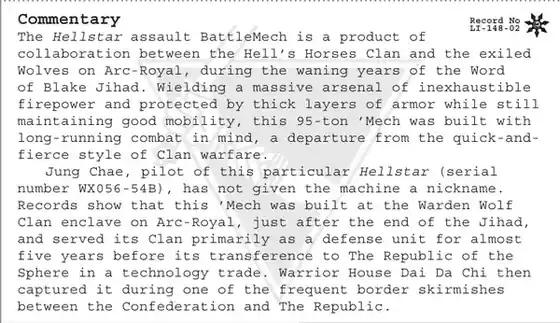 Commentary
Record No
LI-148-02
The Hellstar assault BattleMech is a product of
collaboration between the Hell's Horses Clan and the exiled
Wolves on Arc-Royal, during the waning years of the Word
of Blake Jihad. Wielding a massive arsenal of inexhaustible
firepower and protected by thick layers of armor while still
maintaining good mobility, this 95-ton 'Mech was built with
long-running combat in mind, a departure from the quick-and-
fierce style of Clan warfare.
Jung Chae, pilot of this particular Hellstar (serial
number WX056-54B), has not given the machine a nickname.
Records show that this 'Mech was built at the Warden Wolf
Clan enclave on Arc-Royal, just after the end of the Jihad,
and served its Clan primarily as a defense unit for almost
five years before its transference to The Republic of the
Sphere in a technology trade. Warrior House Dai Da Chi then
captured it during one of the frequent border skirmishes
between the Confederation and The Republic.